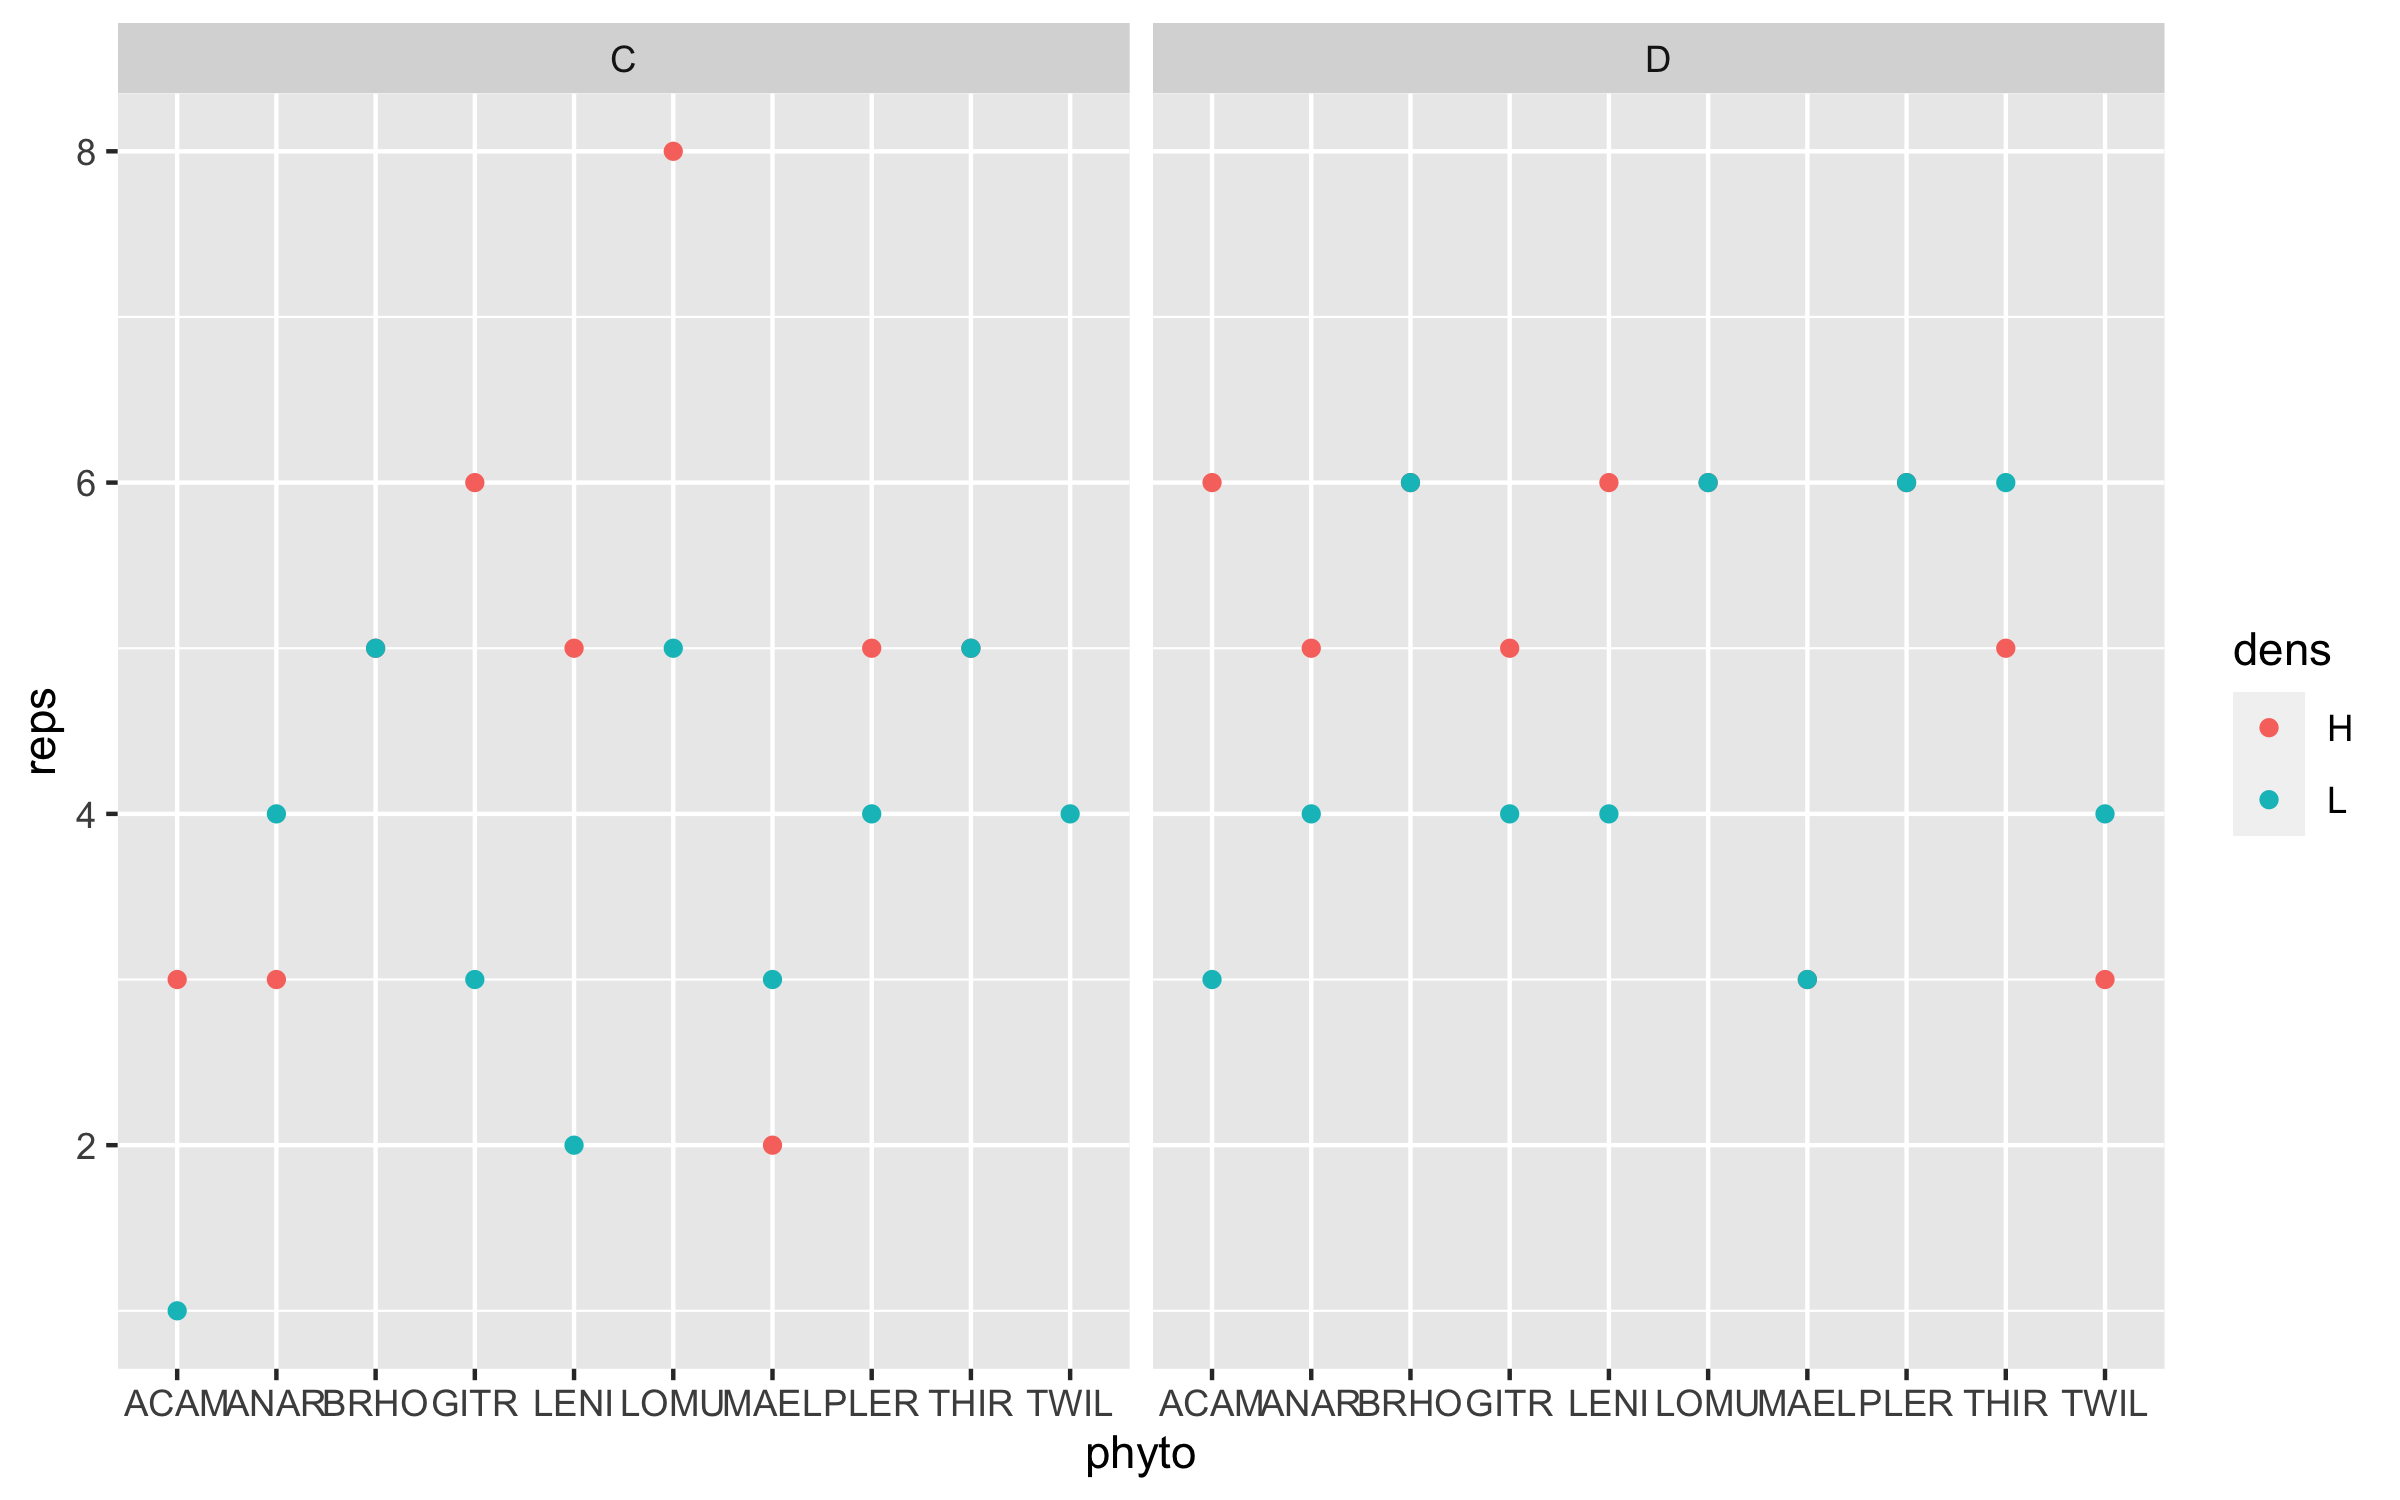 C
D
8
6
4
2
reps
ACAM ANAR BRHO GITR LENI LOMU MAEL PLER THIR TWIL
ACAM ANAR BRHO GITR LENI LOMU MAEL PLER THIR TWIL
phyto
dens
H
L